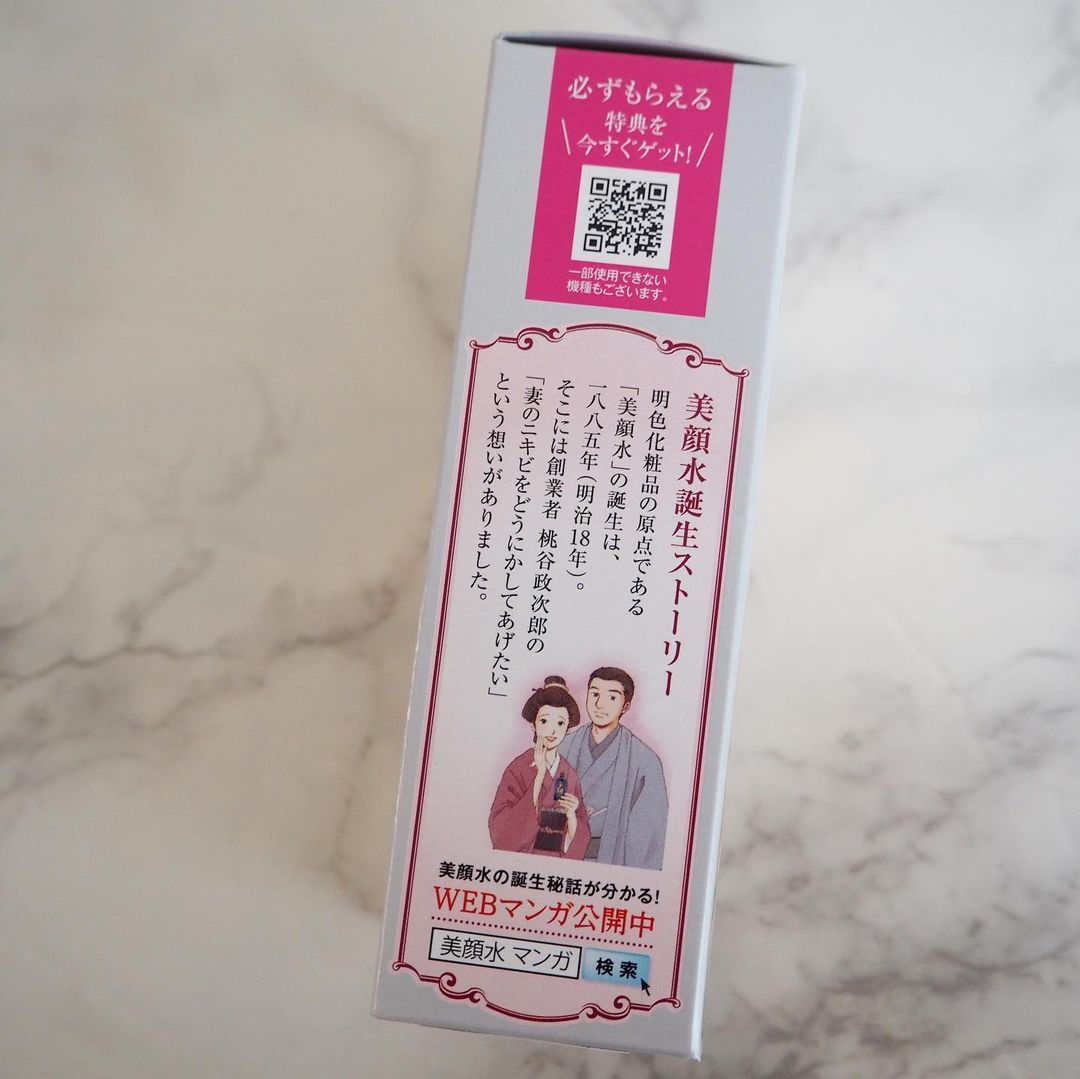 必ずもらえる
特典を
\今すぐゲット!/
一部使用できない
機種もございます。
美顔水誕生ストーリー
明色化粧品の原点である
「美顔水」の誕生は、
一八八五年(明治18年)。
そこには創業者 桃谷政次郎の
「妻のニキビをどうにかしてあげたい」
という想いがありました。
美顔水の誕生秘話が分かる!
WEBマンガ公開中
美顔水 マンガ 検索